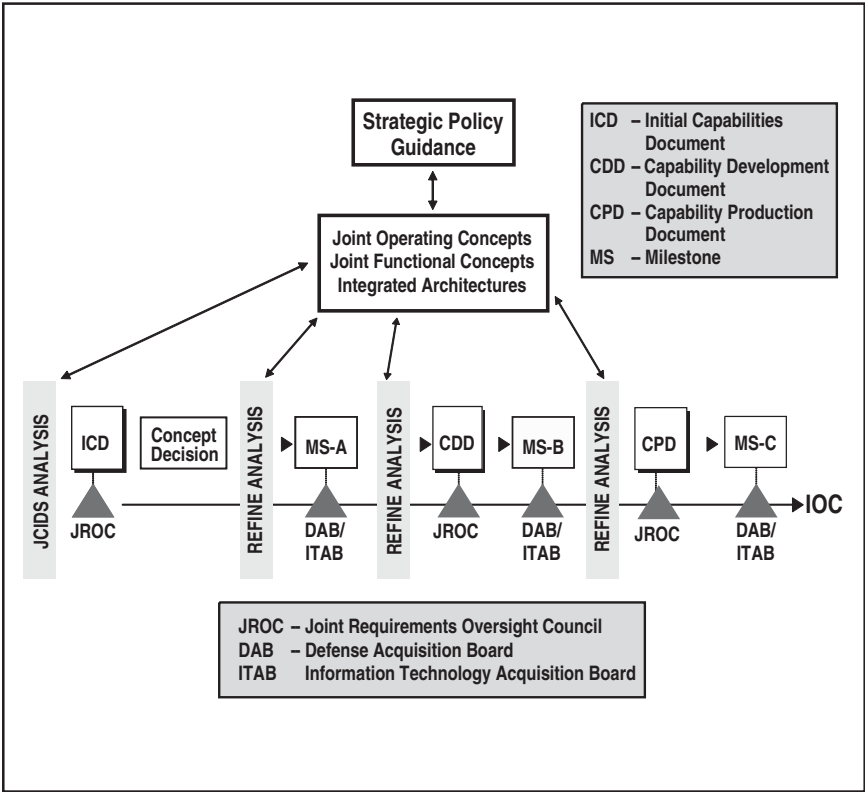 Strategic Policy
Guidance
ICD – Initial Capabilities
Document
CDD – Capability Development
Document
CPD – Capability Production
Document
MS – Milestone
Joint Operating Concepts
Joint Functional Concepts
Integrated Architectures
JCIDS ANALYSIS
ICD
JROC
Concept
Decision
REFINE ANALYSIS
MS-A
DAB/
ITAB
REFINE ANALYSIS
CDD
JROC
MS-B
DAB/
ITAB
REFINE ANALYSIS
CPD
JROC
MS-C
DAB/
ITAB
IOC
JROC – Joint Requirements Oversight Council
DAB – Defense Acquisition Board
ITAB Information Technology Acquisition Board